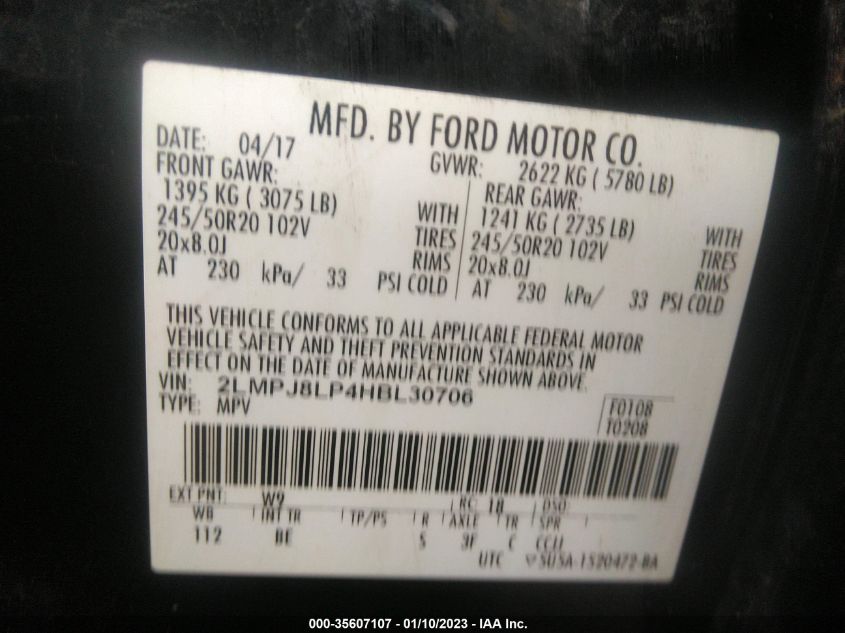 MFD. BY FORD MOTOR CO.
DATE: 04/17 GVWR: 2622 KG ( 5780 LB)
FRONT GAWR: REAR GAWR:
1395 KG ( 3075 LB) WITH 1241 KG ( 2735 LB) WITH
245/50R20 102V TIRES 245/50R20 102V TIRES
20x8.0J RIMS 20x8.0J RIMS
AT 230 kPa/ 33 PSI COLD AT 230 kPa/ 33 PSI COLD
THIS VEHICLE CONFORMS TO ALL APPLICABLE FEDERAL MOTOR
VEHICLE SAFETY AND THEFT PREVENTION STANDARDS IN
EFFECT ON THE DATE OF MANUFACTURE SHOWN ABOVE.
VIN: 2LMPJ8LP4HBL30706
TYPE: MPV F0108
T0208
EXT PNT: W9 RC: 18 DSO:
WB INT TR TP/PS R AXLE TR SPR
112 BE 5 3F C CCJJ
UTC 5U5A-1520472-BA
000-35607107 - 01/10/2023 - IAA Inc.